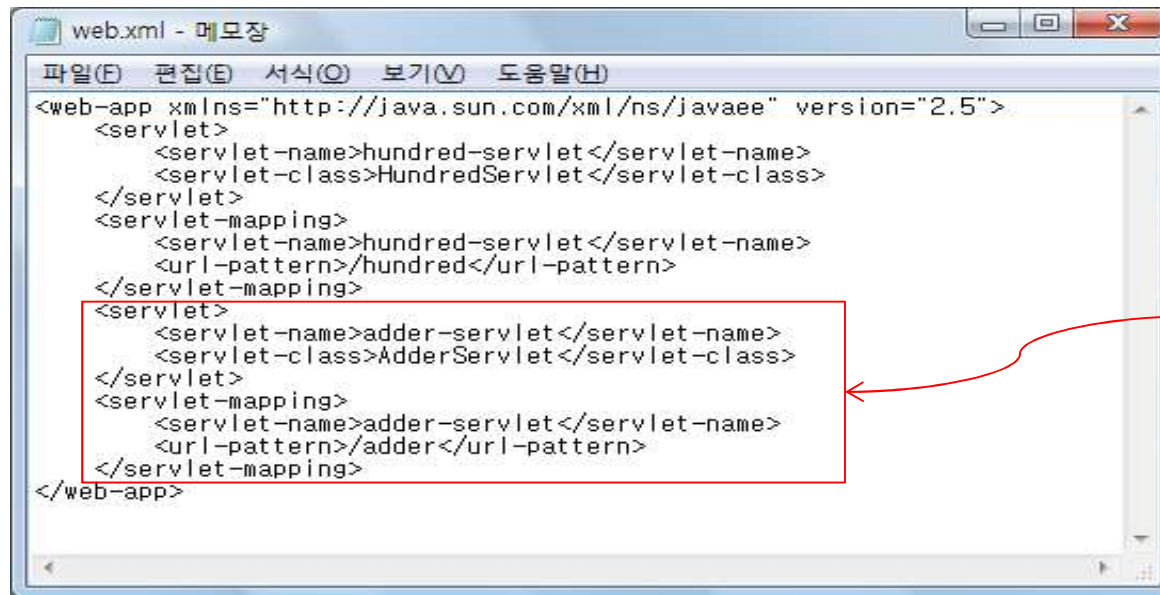 web.xml - 메모장
파일(F) 편집(E) 서식(O) 보기(V) 도움말(H)
<web-app xmlns="http://java.sun.com/xml/ns/javaee" version="2.5">
    <servlet>
        <servlet-name>hundred-servlet</servlet-name>
        <servlet-class>HundredServlet</servlet-class>
    </servlet>
    <servlet-mapping>
        <servlet-name>hundred-servlet</servlet-name>
        <url-pattern>/hundred</url-pattern>
    </servlet-mapping>
    <servlet>
        <servlet-name>adder-servlet</servlet-name>
        <servlet-class>AdderServlet</servlet-class>
    </servlet>
    <servlet-mapping>
        <servlet-name>adder-servlet</servlet-name>
        <url-pattern>/adder</url-pattern>
    </servlet-mapping>
</web-app>